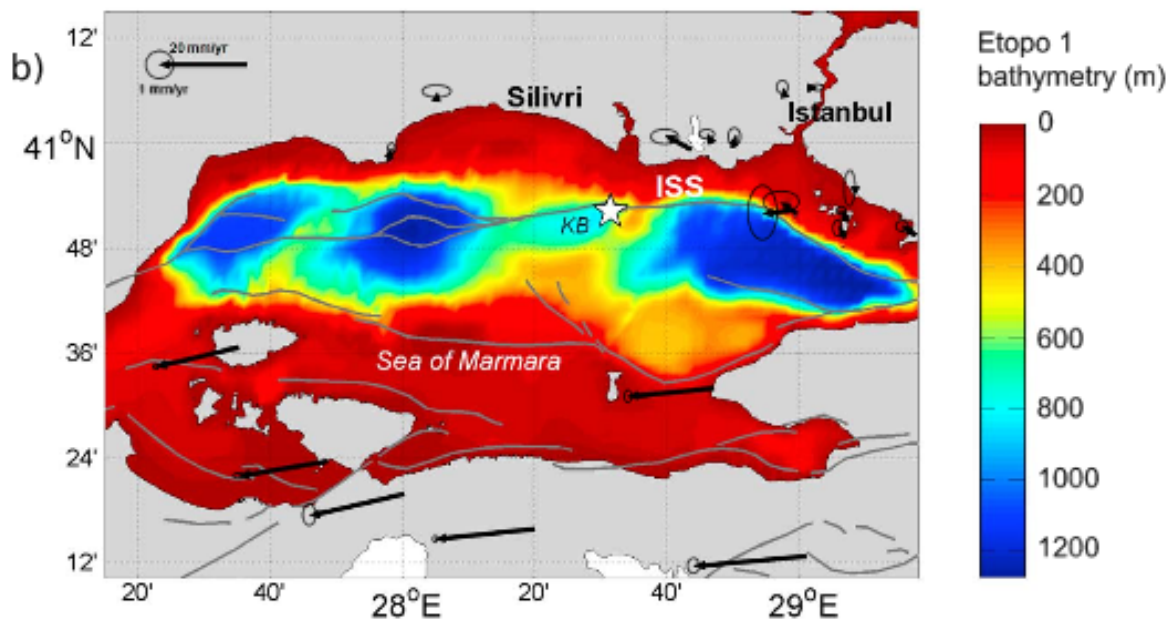 b)
12'
20 mm/yr
1 mm/yr
Silivri
Istanbul
41°N
ISS
KB
48'
36'
Sea of Marmara
24'
12'
20'
40'
28°E
20'
40'
29°E
Etopo 1
bathymetry (m)
0
200
400
600
800
1000
1200